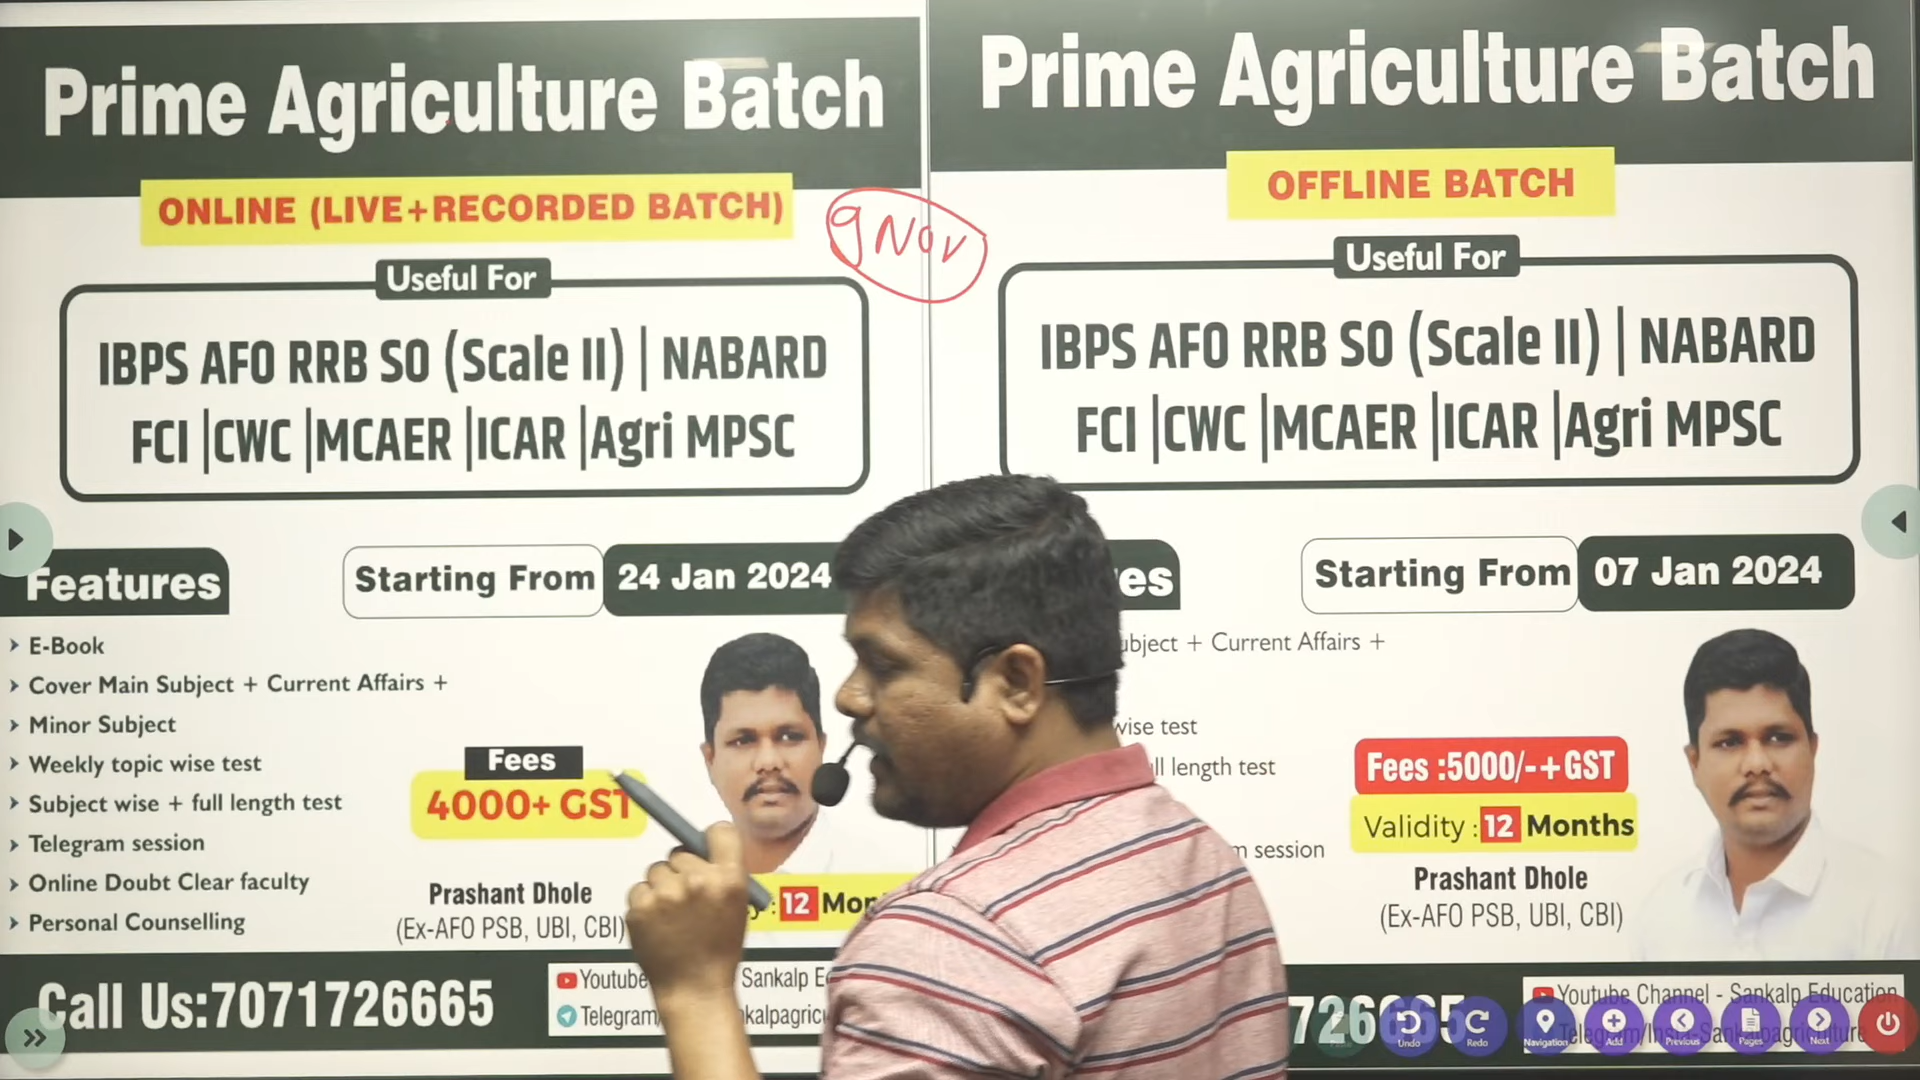 Prime Agriculture Batch
ONLINE (LIVE+RECORDED BATCH)
Useful For
IBPS AFO RRB SO (Scale II) | NABARD
FCI |CWC |MCAER |ICAR |Agri MPSC
Features
Starting From 24 Jan 2024
E-Book
Cover Main Subject + Current Affairs +
Minor Subject
Weekly topic wise test
Subject wise + full length test
Telegram session
Online Doubt Clear faculty
Personal Counselling
Fees
4000+ GST
Prashant Dhole
(Ex-AFO PSB, UBI, CBI)
: 12
Call Us:7071726665
Youtube
Sankalp
Telegram
9 Nov
Prime Agriculture Batch
OFFLINE BATCH
Useful For
IBPS AFO RRB SO (Scale II) | NABARD
FCI |CWC |MCAER |ICAR |Agri MPSC
Starting From 07 Jan 2024
+ Current Affairs +
test
length test
session
Fees :5000/-+GST
Validity : 12 Months
Prashant Dhole
(Ex-AFO PSB, UBI, CBI)
Youtube Channel - Sankalp Education
Undo
Redo
Navigation
Add
Previous
Pages
Next